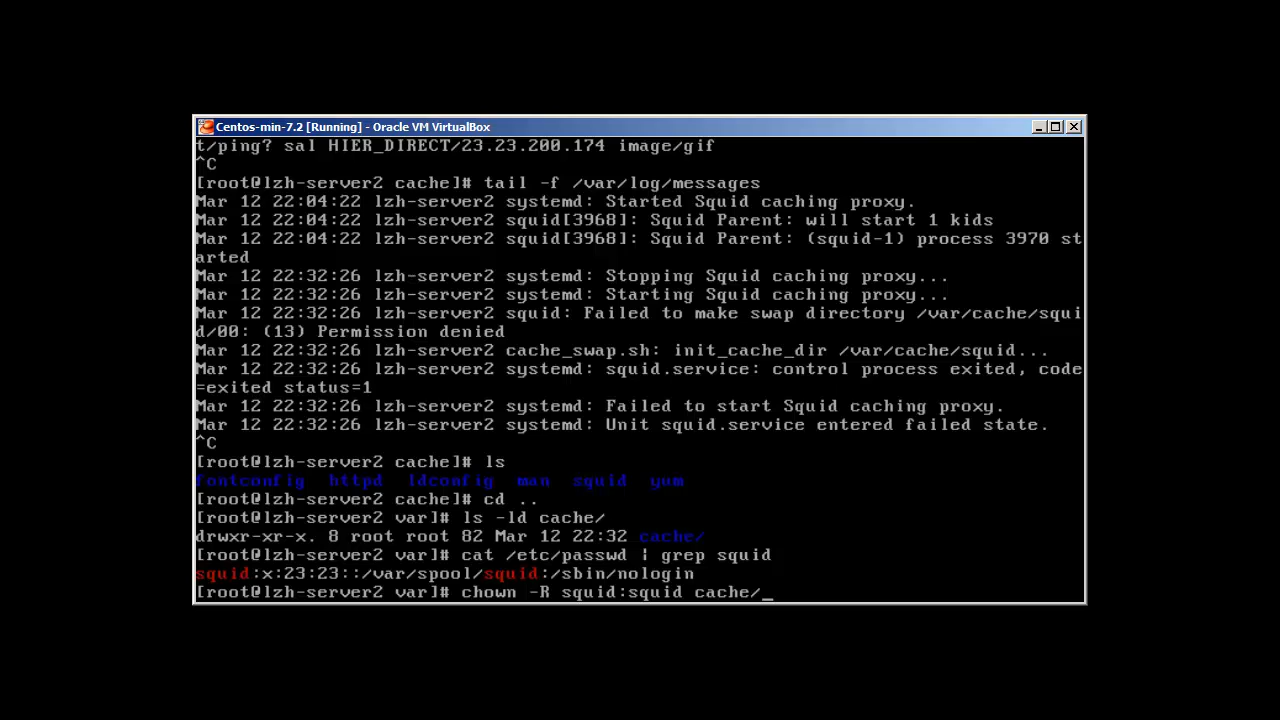 Centos-min-7.2 [Running] - Oracle VM VirtualBox
t/ping? sal HIER_DIRECT/23.23.200.174 image/gif
^C
[root@lzh-server2 cache]# tail -f /var/log/messages
Mar 12 22:04:22 lzh-server2 systemd: Started Squid caching proxy.
Mar 12 22:04:22 lzh-server2 squid[3968]: Squid Parent: will start 1 kids
Mar 12 22:04:22 lzh-server2 squid[3968]: Squid Parent: (squid-1) process 3970 st
arted
Mar 12 22:32:26 lzh-server2 systemd: Stopping Squid caching proxy...
Mar 12 22:32:26 lzh-server2 systemd: Starting Squid caching proxy...
Mar 12 22:32:26 lzh-server2 squid: Failed to make swap directory /var/cache/squi
d/00: (13) Permission denied
Mar 12 22:32:26 lzh-server2 cache_swap.sh: init_cache_dir /var/cache/squid...
Mar 12 22:32:26 lzh-server2 systemd: squid.service: control process exited, code
=exited status=1
Mar 12 22:32:26 lzh-server2 systemd: Failed to start Squid caching proxy.
Mar 12 22:32:26 lzh-server2 systemd: Unit squid.service entered failed state.
^C
[root@lzh-server2 cache]# ls
fontconfig httpd ldconfig man squid yum
[root@lzh-server2 cache]# cd ..
[root@lzh-server2 var]# ls -ld cache/
drwxr-xr-x. 8 root root 82 Mar 12 22:32 cache/
[root@lzh-server2 var]# cat /etc/passwd | grep squid
squid:x:23:23::/var/spool/squid:/sbin/nologin
[root@lzh-server2 var]# chown -R squid:squid cache/_